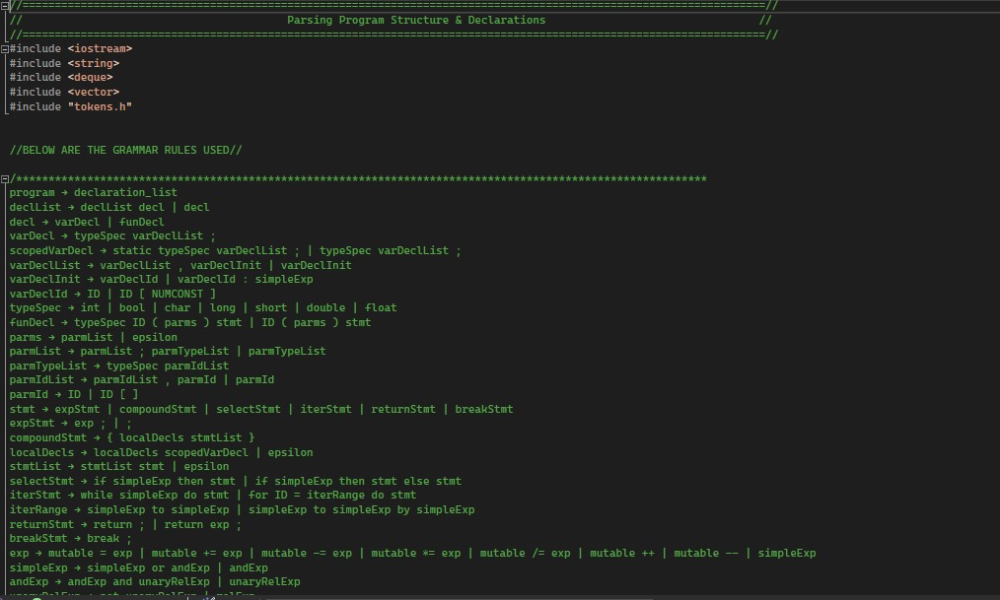 //===================================================================================================================//
// Parsing Program Structure & Declarations //
//===================================================================================================================//
#include <iostream>
#include <string>
#include <deque>
#include <vector>
#include "tokens.h"
//BELOW ARE THE GRAMMAR RULES USED//
/***********************************************************************************************************
program → declaration_list
declList → declList decl | decl
decl → varDecl | funDecl
varDecl → typeSpec varDeclList ;
scopedVarDecl → static typeSpec varDeclList ; | typeSpec varDeclList ;
varDeclList → varDeclList , varDeclInit | varDeclInit
varDeclInit → varDeclId | varDeclId : simpleExp
varDeclId → ID | ID [ NUMCONST ]
typeSpec → int | bool | char | long | short | double | float
funDecl → typeSpec ID ( parms ) stmt | ID ( parms ) stmt
parms → parmList | epsilon
parmList → parmList ; parmTypeList | parmTypeList
parmTypeList → typeSpec parmIdList
parmIdList → parmIdList , parmId | parmId
parmId → ID | ID [ ]
stmt → expStmt | compoundStmt | selectStmt | iterStmt | returnStmt | breakStmt
expStmt → exp ; | ;
compoundStmt → { localDecls stmtList }
localDecls → localDecls scopedVarDecl | epsilon
stmtList → stmtList stmt | epsilon
selectStmt → if simpleExp then stmt | if simpleExp then stmt else stmt
iterStmt → while simpleExp do stmt | for ID = iterRange do stmt
iterRange → simpleExp to simpleExp | simpleExp to simpleExp by simpleExp
returnStmt → return ; | return exp ;
breakStmt → break ;
exp → mutable = exp | mutable += exp | mutable -= exp | mutable *= exp | mutable /= exp | mutable ++ | mutable -- | simpleExp
simpleExp → simpleExp or andExp | andExp
andExp → andExp and unaryRelExp | unaryRelExp
unaryRelExp → not unaryRelExp | relExp